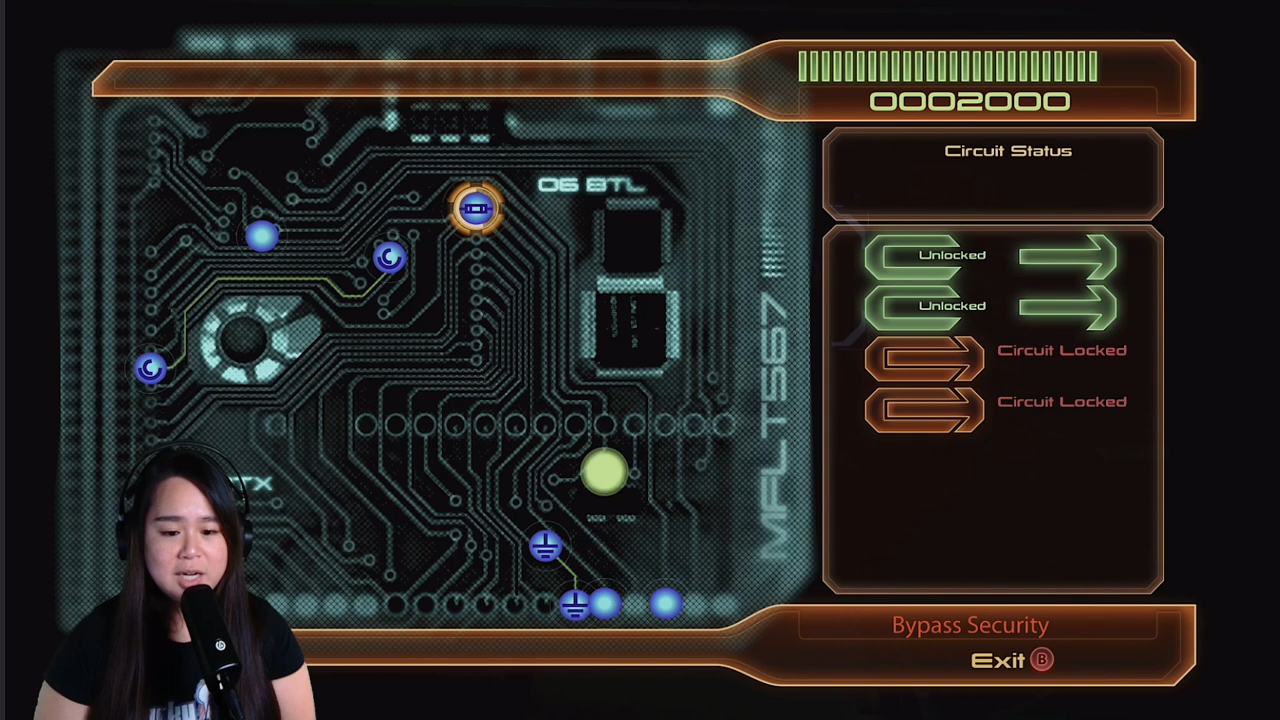 0002000
Circuit Status
06 BTL
Unlocked
Unlocked
Circuit Locked
Circuit Locked
MFLT567
Bypass Security
Exit B